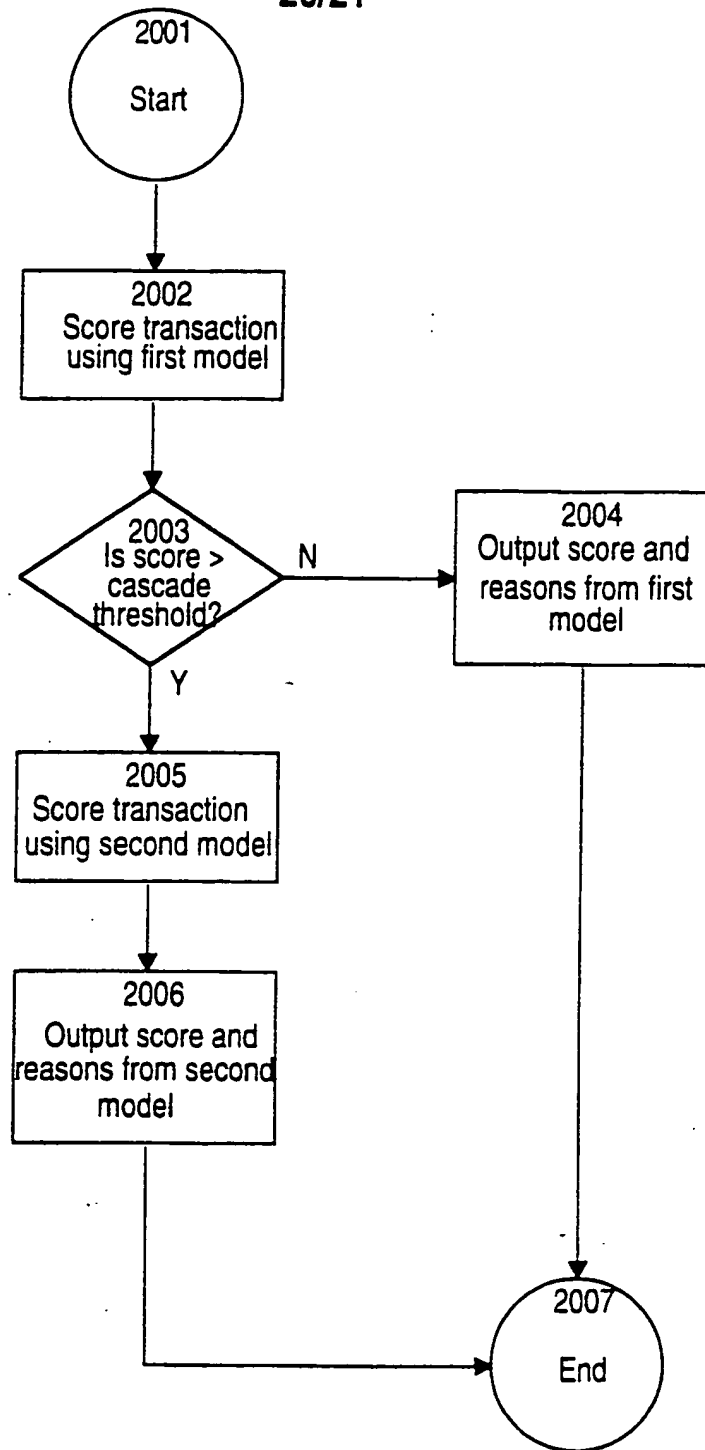 2001
Start
2002
Score transaction
using first model
2003
Is score >
cascade
threshold?
N
2004
Output score and
reasons from first
model
Y
2005
Score transaction
using second model
2006
Output score and
reasons from second
model
2007
End